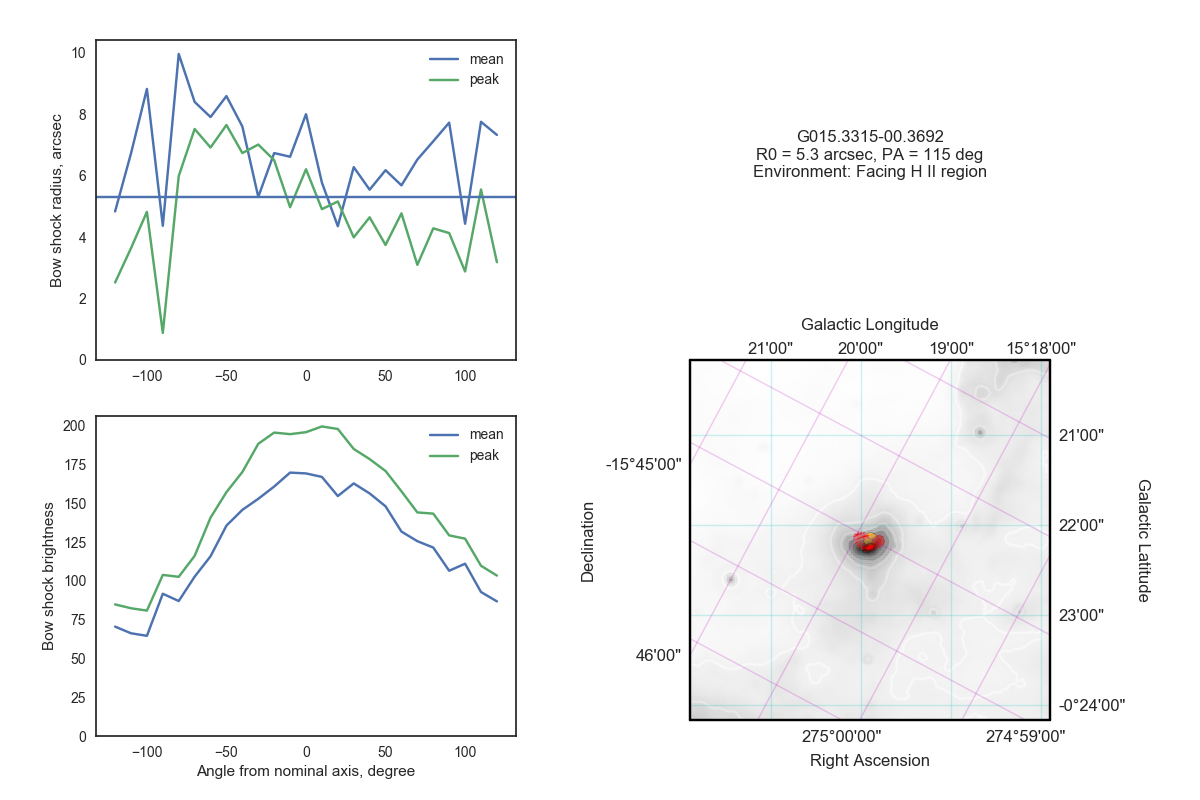 10
8
6
4
2
0
Bow shock radius, arcsec
mean
peak
−100
−50
0
50
100
200
175
150
125
100
75
50
25
0
Bow shock brightness
mean
peak
−100
−50
0
50
100
Angle from nominal axis, degree
G015.3315-00.3692
R0 = 5.3 arcsec, PA = 115 deg
Environment: Facing H II region
Galactic Longitude
21'00" 20'00" 19'00" 15°18'00"
-15°45'00"
46'00"
Declination
21'00"
22'00"
23'00"
-0°24'00"
Galactic Latitude
275°00'00" 274°59'00"
Right Ascension